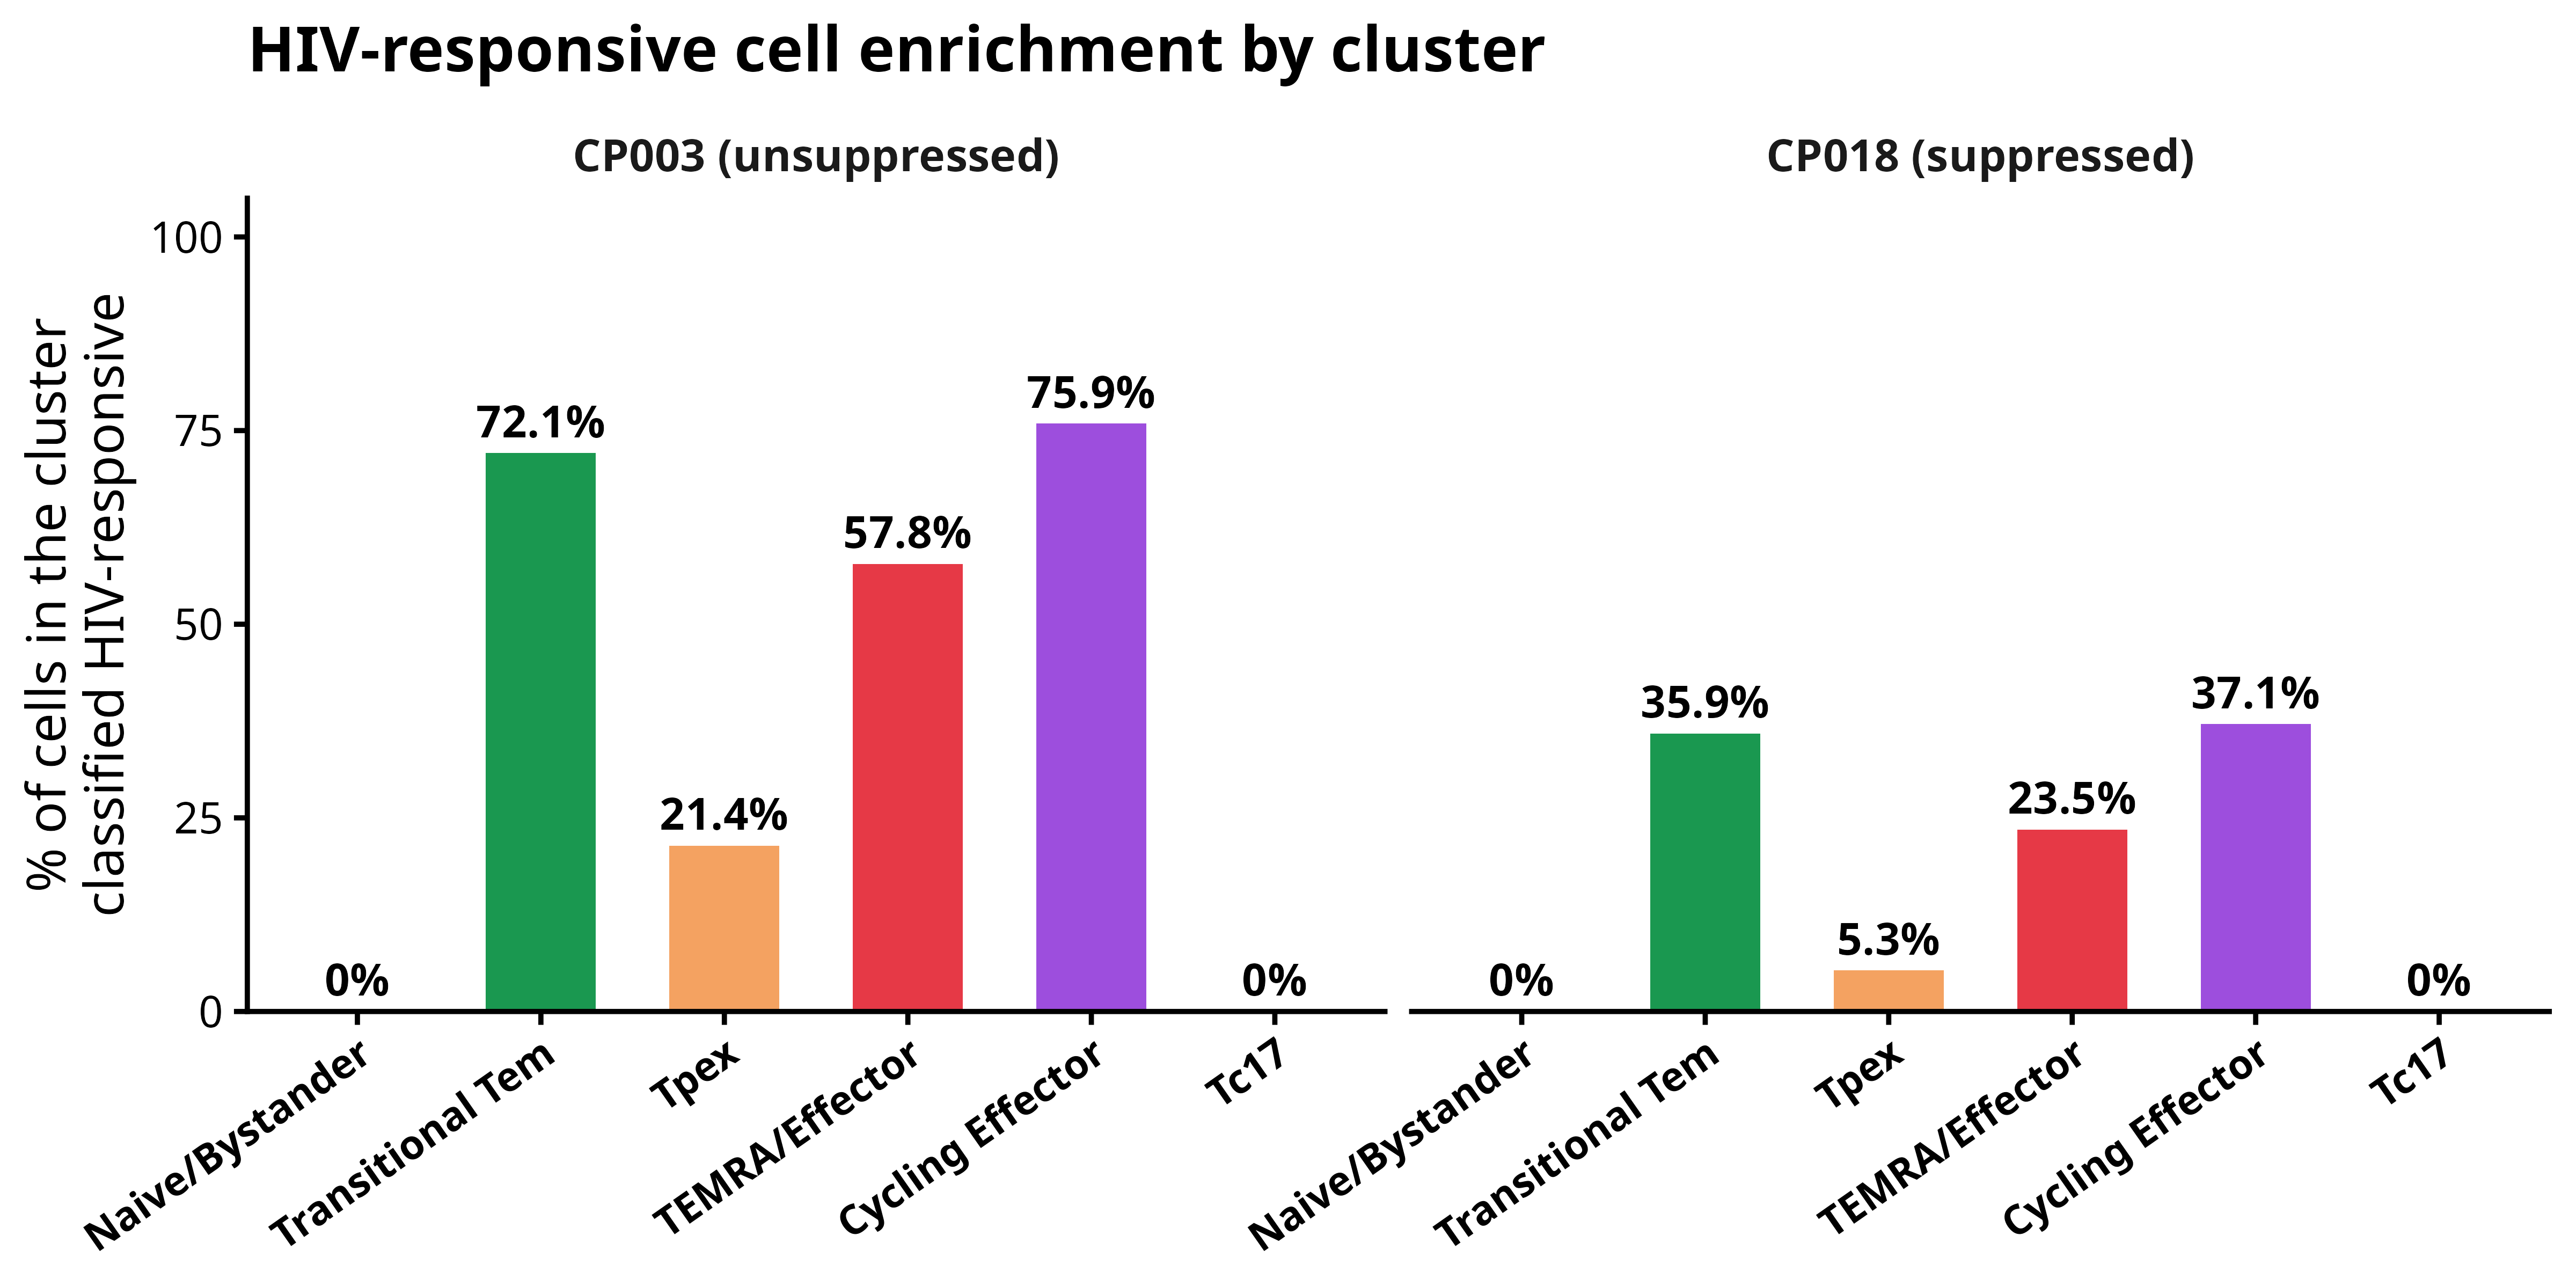 HIV-responsive cell enrichment by cluster
CP003 (unsuppressed)
CP018 (suppressed)
% of cells in the cluster
classified HIV-responsive
100
75
50
25
0
0%
72.1%
21.4%
57.8%
75.9%
0%
0%
35.9%
5.3%
23.5%
37.1%
0%
Naive/Bystander
Transitional Tem
Tpex
TEMRA/Effector
Cycling Effector
Tc17
Naive/Bystander
Transitional Tem
Tpex
TEMRA/Effector
Cycling Effector
Tc17